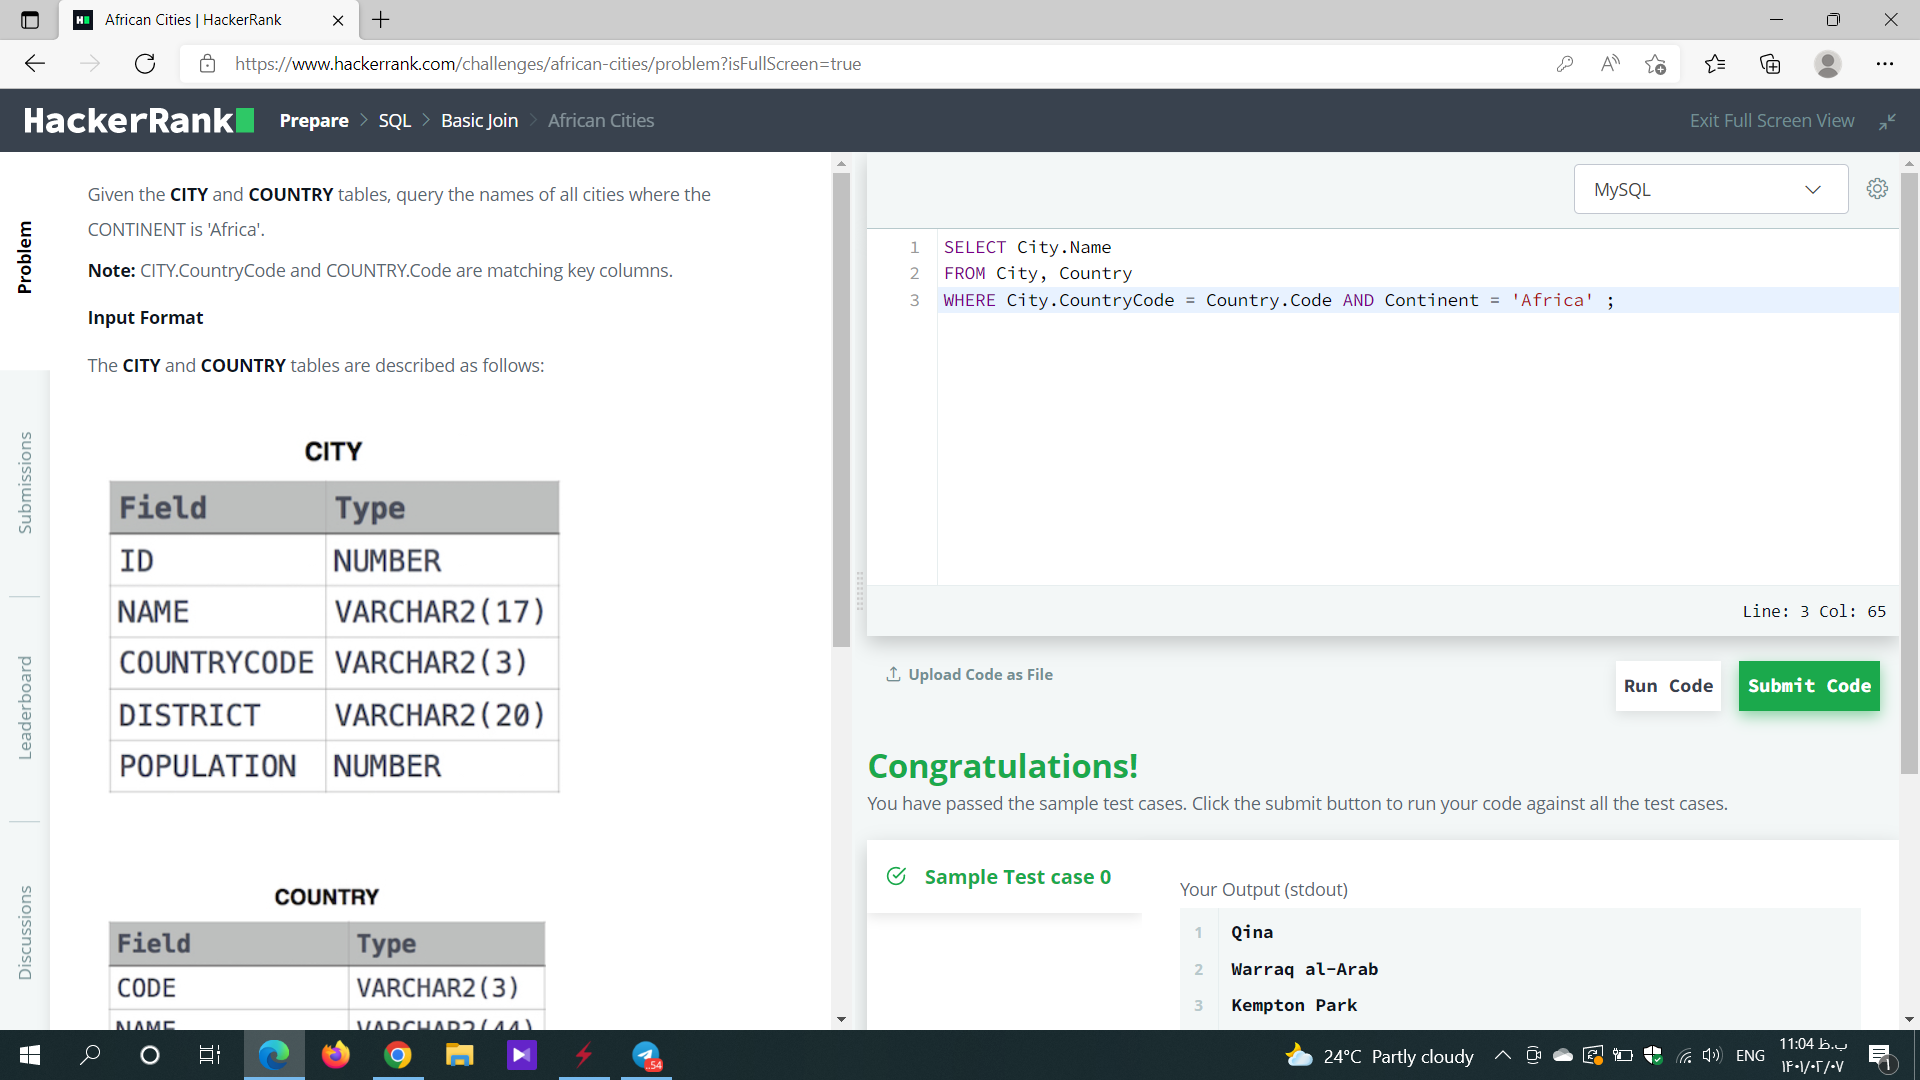 African Cities | HackerRank
https://www.hackerrank.com/challenges/african-cities/problem?isFullScreen=true
HackerRank
Prepare > SQL > Basic Join > African Cities
Exit Full Screen View
Problem
Submissions
Leaderboard
Discussions
Given the CITY and COUNTRY tables, query the names of all cities where the
CONTINENT is 'Africa'.
Note: CITY.CountryCode and COUNTRY.Code are matching key columns.
Input Format
The CITY and COUNTRY tables are described as follows:
CITY
Field Type
ID NUMBER
NAME VARCHAR2(17)
COUNTRYCODE VARCHAR2(3)
DISTRICT VARCHAR2(20)
POPULATION NUMBER
COUNTRY
Field Type
CODE VARCHAR2(3)
NAME VARCHAR2(44)
MySQL
1 SELECT City.Name
2 FROM City, Country
3 WHERE City.CountryCode = Country.Code AND Continent = 'Africa' ;
Line: 3 Col: 65
Upload Code as File
Run Code
Submit Code
Congratulations!
You have passed the sample test cases. Click the submit button to run your code against all the test cases.
Sample Test case 0
Your Output (stdout)
1 Qina
2 Warraq al-Arab
3 Kempton Park
54
24°C Partly cloudy
ENG
11:04 ب.ظ
۱۴۰۱/۰۲/۰۷
1